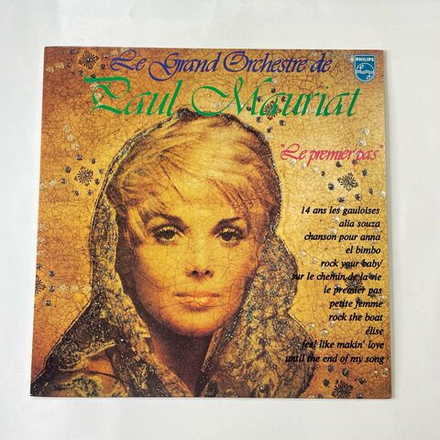 Le Grand Orchestre de
PHILIPS
Paul Mauriat
"Le premier pas"
14 ans les gauloises
alia souza
chanson pour anna
el bimbo
rock your baby
sur le chemin de la vie
le premier pas
petite femme
rock the boat
élise
feel like makin' love
until the end of my song